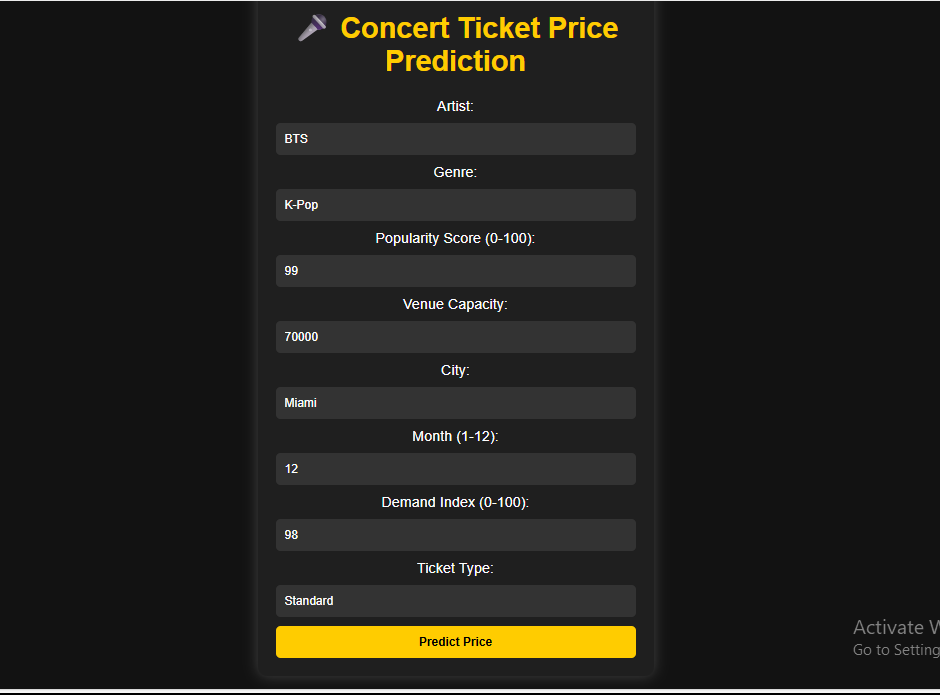 Concert Ticket Price
Prediction
Artist:
BTS
Genre:
K-Pop
Popularity Score (0-100):
99
Venue Capacity:
70000
City:
Miami
Month (1-12):
12
Demand Index (0-100):
98
Ticket Type:
Standard
Predict Price
Activate W
Go to Setting